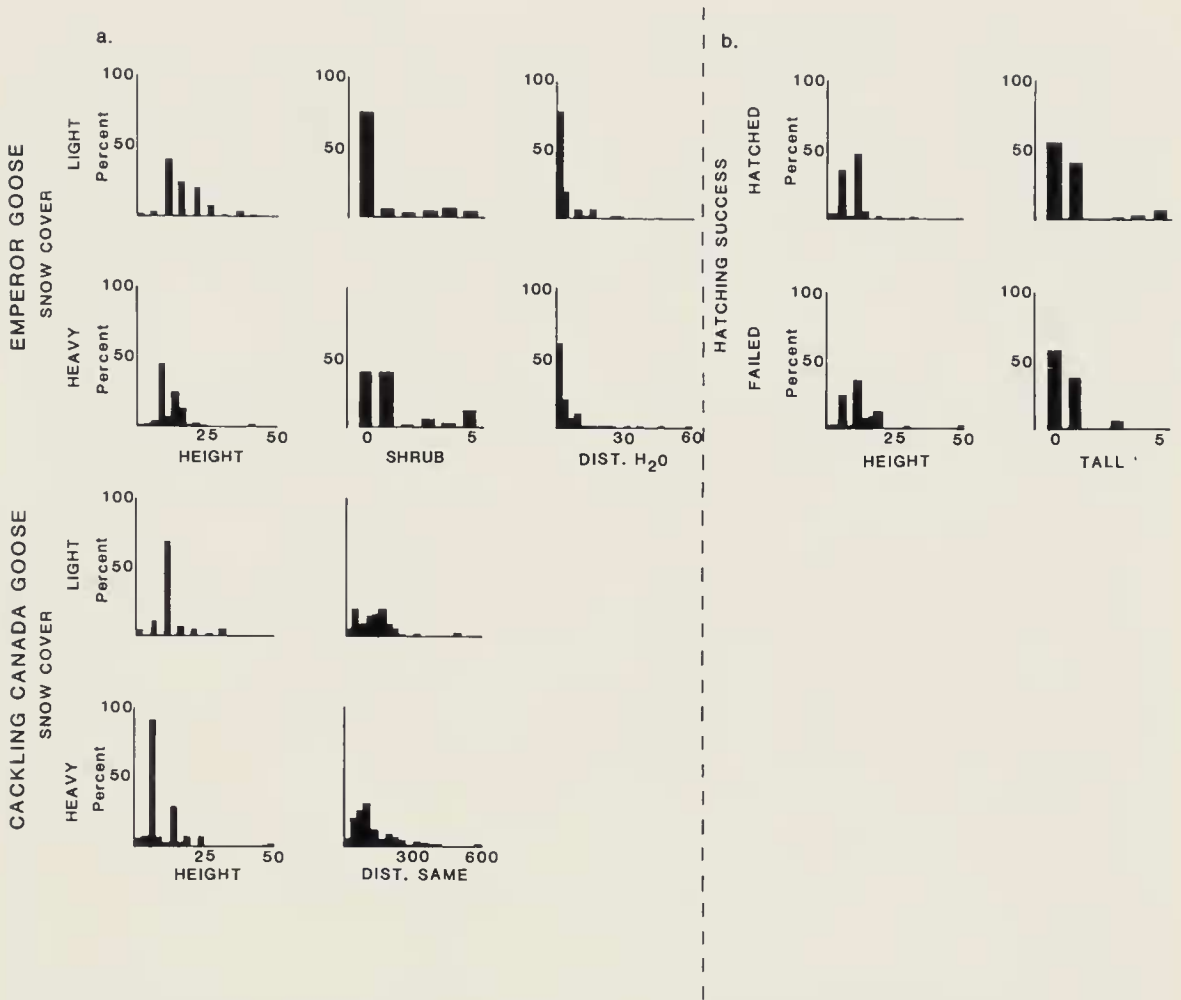 a.
b.
EMPEROR GOOSE
SNOW COVER
LIGHT
Percent
100
50
100
50
100
50
HEAVY
Percent
100
50
25 50
HEIGHT
50
0 5
SHRUB
100
50
30 60
DIST. H₂O
CACKLING CANADA GOOSE
SNOW COVER
LIGHT
Percent
100
50
HEAVY
Percent
100
50
25 50
HEIGHT
300 600
DIST. SAME
HATCHING SUCCESS
HATCHED
Percent
100
50
100
50
FAILED
Percent
100
50
25 50
HEIGHT
100
50
0 5
TALL